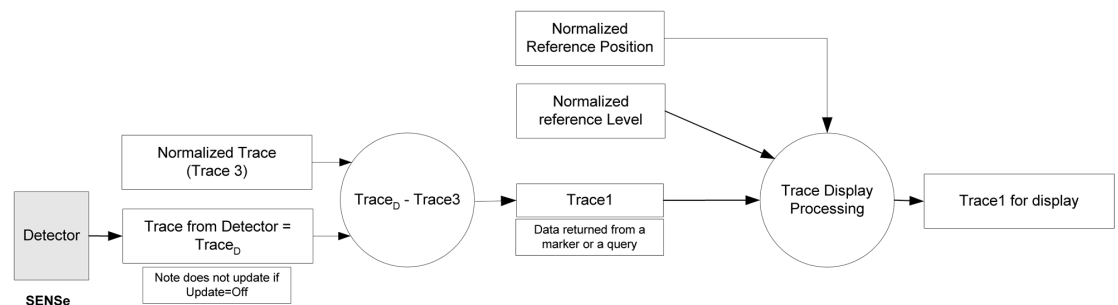 Normalized
Reference Position
Normalized
reference Level
Normalized Trace
(Trace 3)
Trace_D - Trace3
Trace1
Trace Display
Processing
Trace1 for display
Detector
Trace from Detector =
Trace_D
Data returned from a
marker or a query
Note does not update if
Update=Off
SENSe